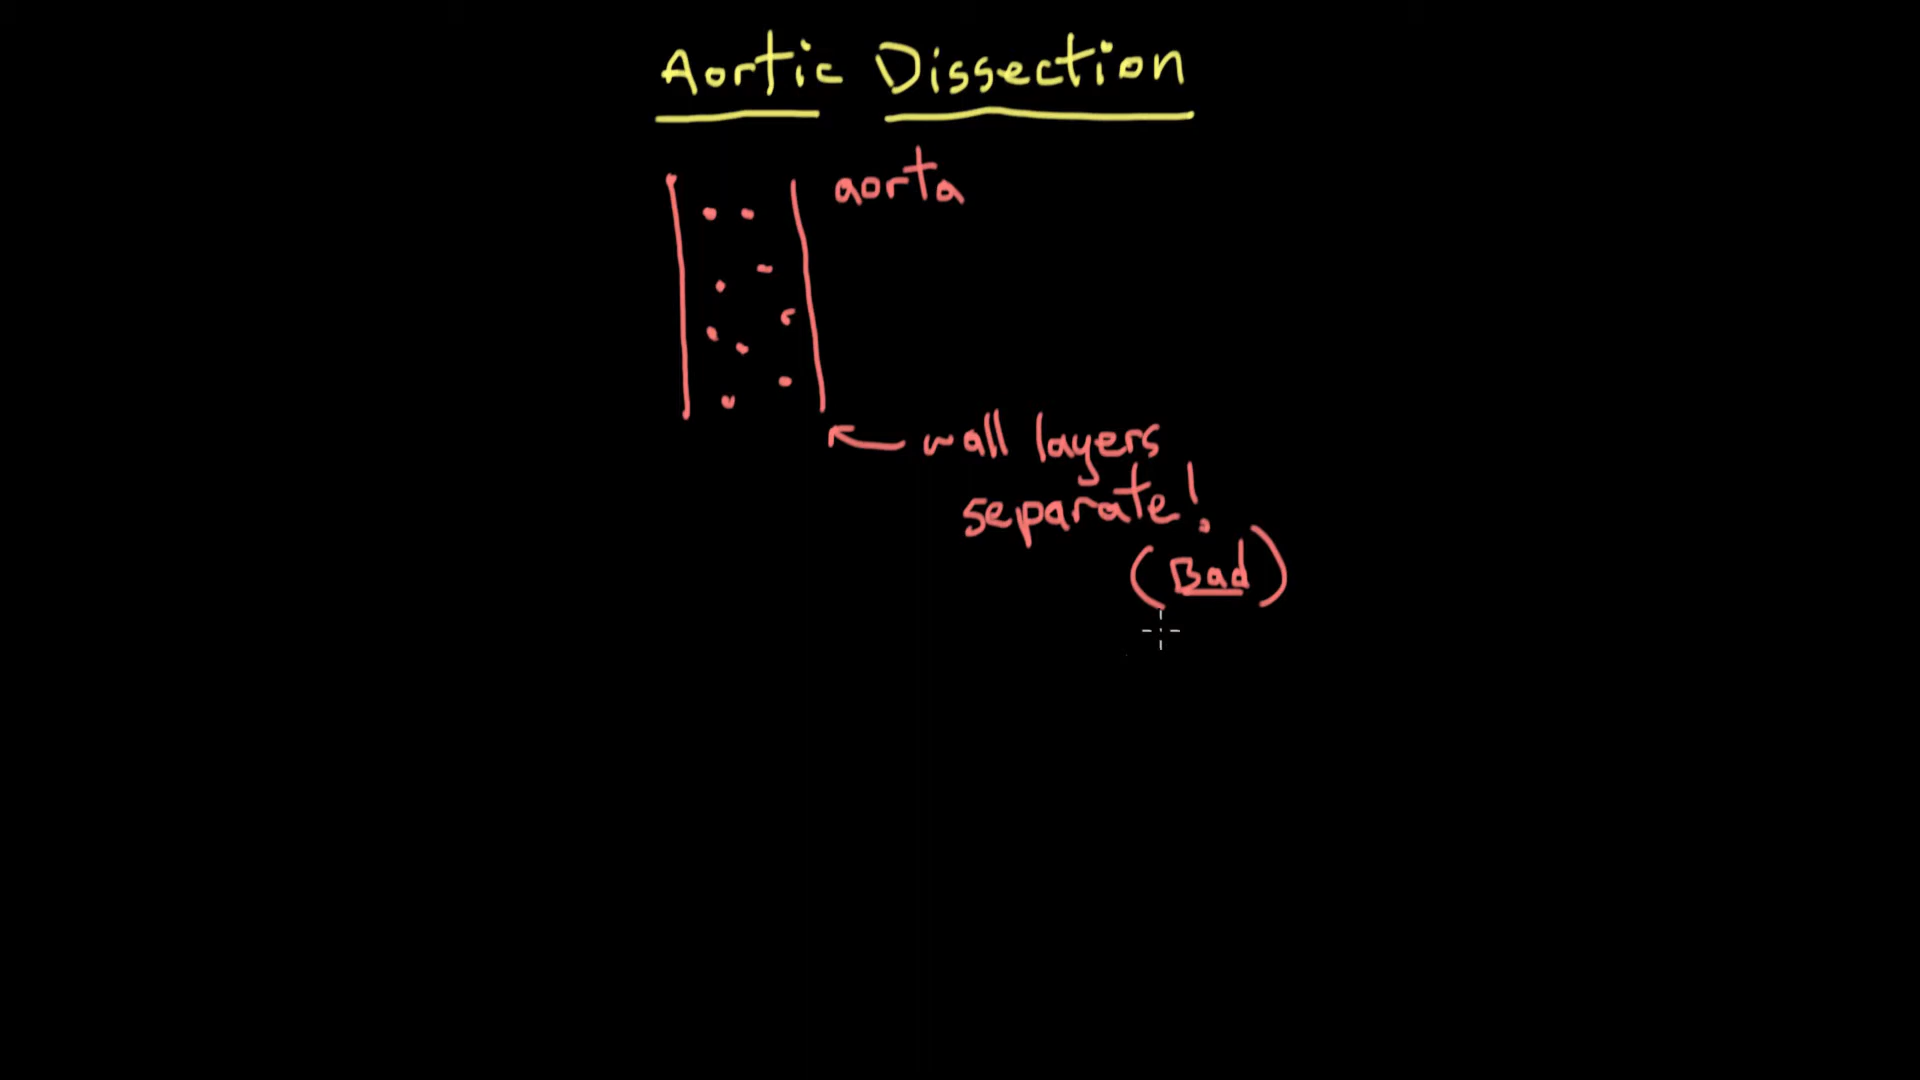 Aortic Dissection
aorta
wall layers
separate!
(Bad)